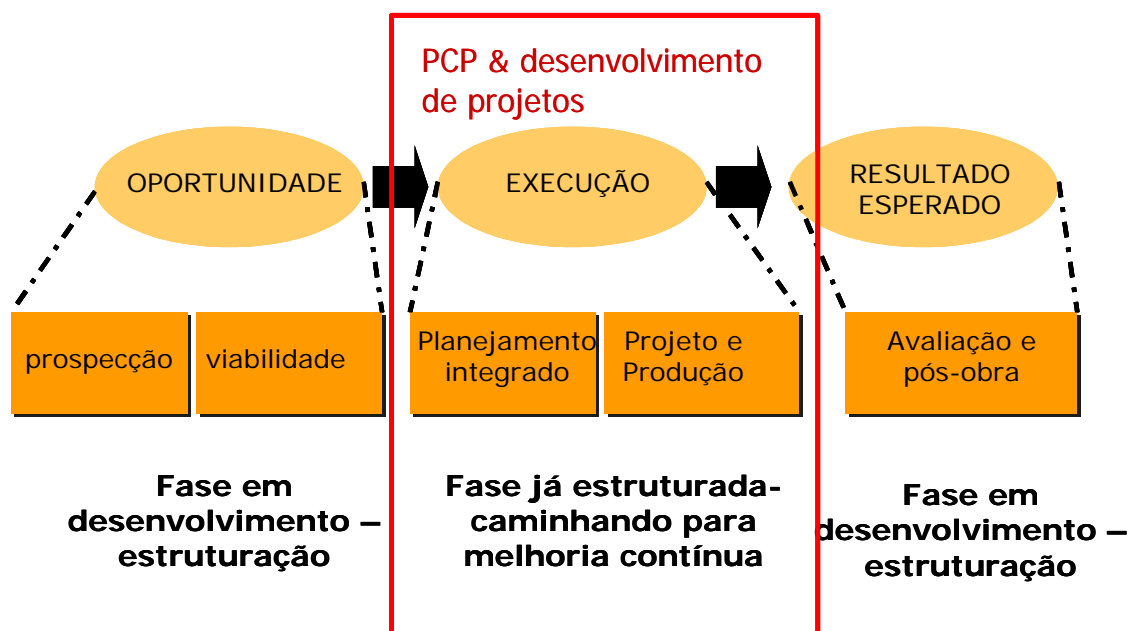 PCP & desenvolvimento
de projetos
OPORTUNIDADE
EXECUÇÃO
RESULTADO
ESPERADO
prospecção
viabilidade
Planejamento
integrado
Projeto e
Produção
Avaliação e
pós-obra
Fase em
desenvolvimento –
estruturação
Fase já estruturada-
caminhando para
melhoria contínua
Fase em
desenvolvimento –
estruturação